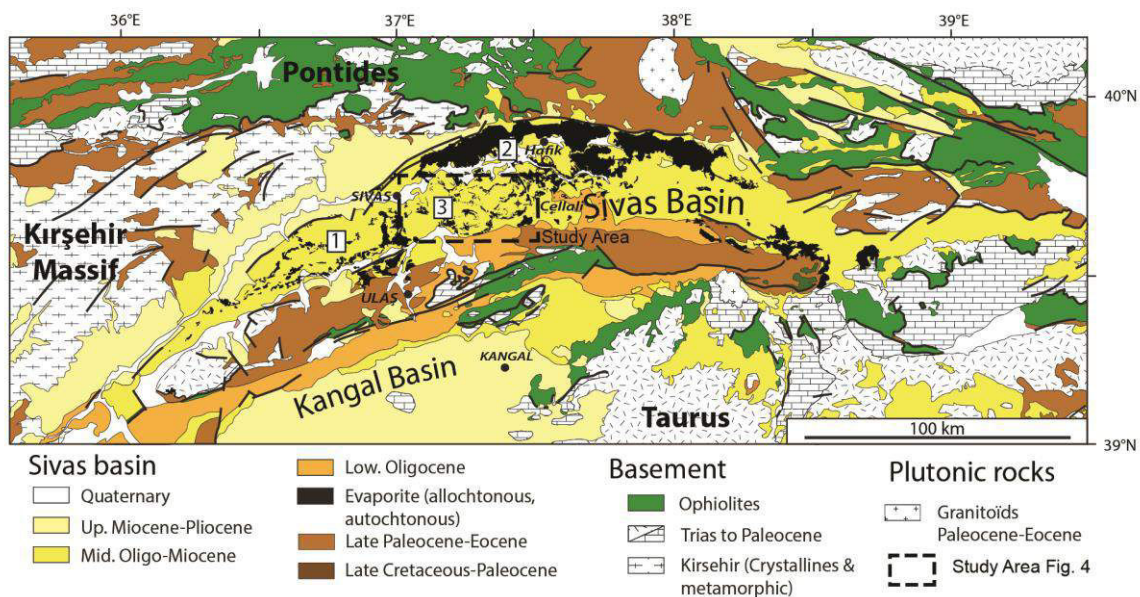 36°E 37°E 38°E 39°E
Pontides
40°N
2
Hafik
SIVAS
3
Cellali
Sivas Basin
Study Area
1
Kırşehir
Massif
ULAS
KANGAL
Kangal Basin
Taurus
100 km
39°N
Sivas basin
Quaternary
Up. Miocene-Pliocene
Mid. Oligo-Miocene
Low. Oligocene
Evaporite (allochtonous,
autochtonous)
Late Paleocene-Eocene
Late Cretaceous-Paleocene
Basement
Ophiolites
Trias to Paleocene
Kirsehir (Crystallines &
metamorphic)
Plutonic rocks
Granitoïds
Paleocene-Eocene
Study Area Fig. 4